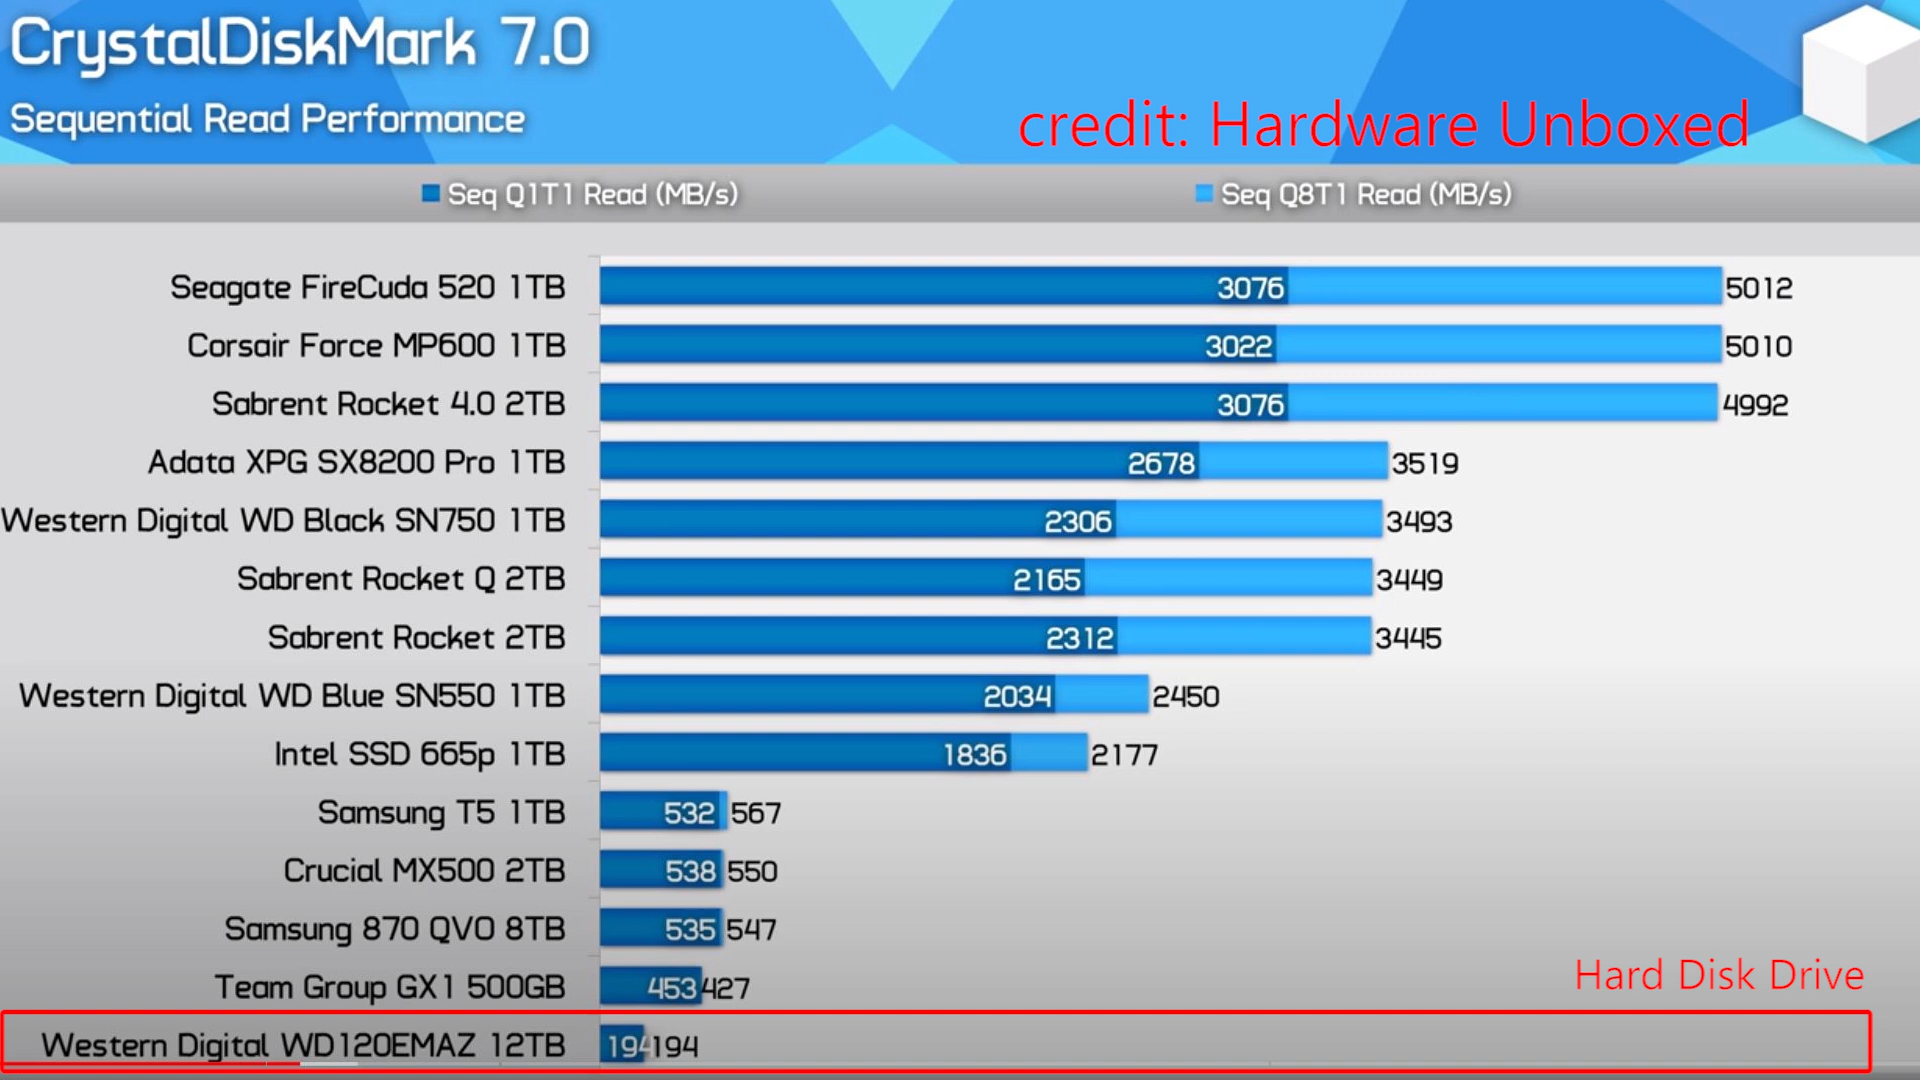 CrystalDiskMark 7.0
Sequential Read Performance
credit: Hardware Unboxed
Seq Q1T1 Read (MB/s) Seq Q8T1 Read (MB/s)
Seagate FireCuda 520 1TB 3076 5012
Corsair Force MP600 1TB 3022 5010
Sabrent Rocket 4.0 2TB 3076 4992
Adata XPG SX8200 Pro 1TB 2678 3519
Western Digital WD Black SN750 1TB 2306 3493
Sabrent Rocket Q 2TB 2165 3449
Sabrent Rocket 2TB 2312 3445
Western Digital WD Blue SN550 1TB 2034 2450
Intel SSD 665p 1TB 1836 2177
Samsung T5 1TB 532 567
Crucial MX500 2TB 538 550
Samsung 870 QVO 8TB 535 547
Team Group GX1 500GB 453 427
Hard Disk Drive
Western Digital WD120EMAZ 12TB 194 194